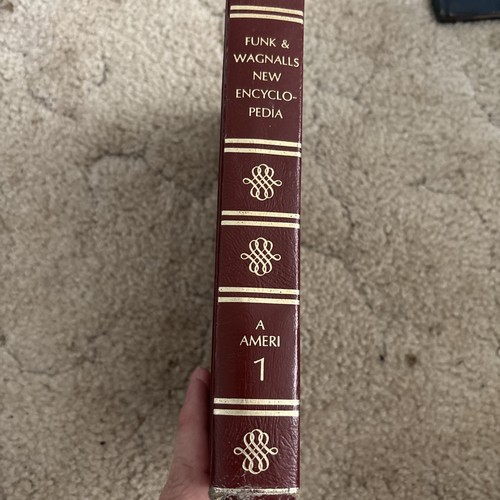 FUNK &
WAGNALLS
NEW
ENCYCLO-
PEDIA
A
AMERI
1